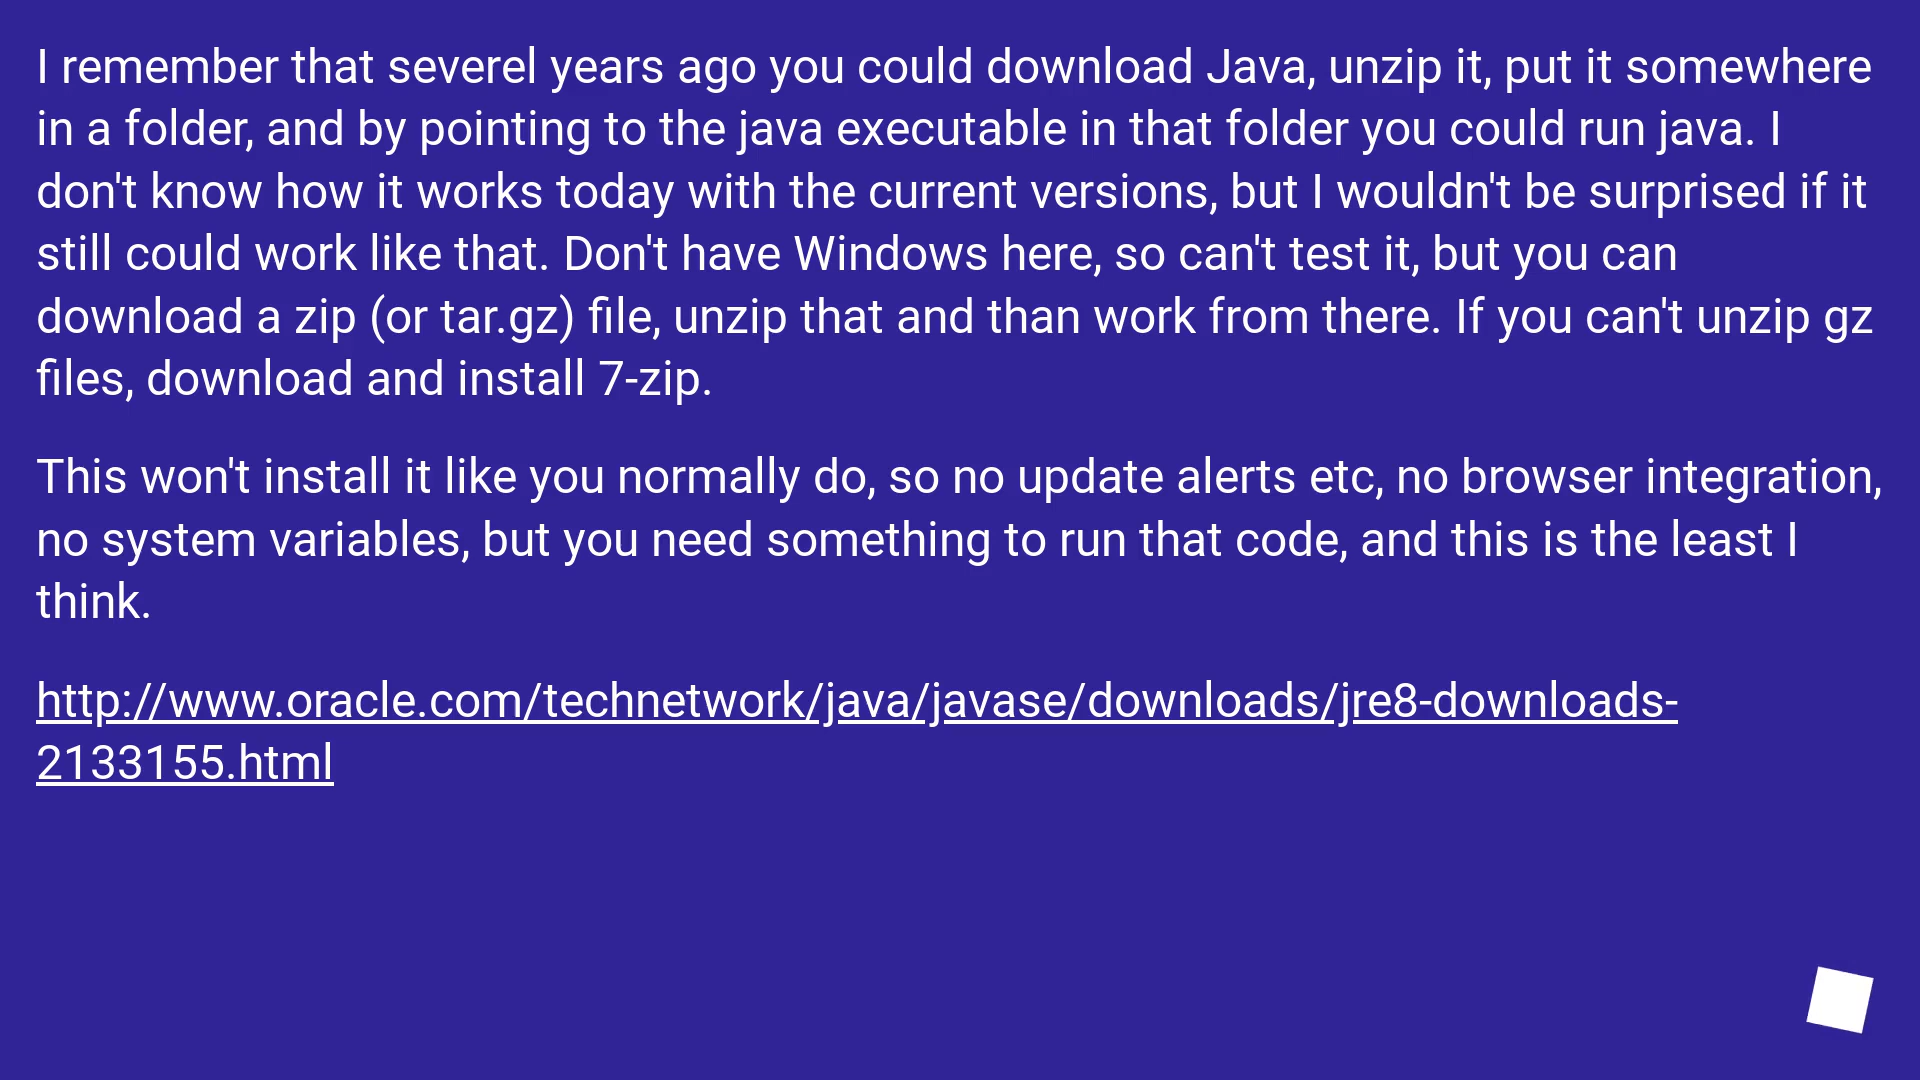 I remember that severel years ago you could download Java, unzip it, put it somewhere
in a folder, and by pointing to the java executable in that folder you could run java. I
don't know how it works today with the current versions, but I wouldn't be surprised if it
still could work like that. Don't have Windows here, so can't test it, but you can
download a zip (or tar.gz) file, unzip that and than work from there. If you can't unzip gz
files, download and install 7-zip.
This won't install it like you normally do, so no update alerts etc, no browser integration,
no system variables, but you need something to run that code, and this is the least I
think.
http://www.oracle.com/technetwork/java/javase/downloads/jre8-downloads-
2133155.html